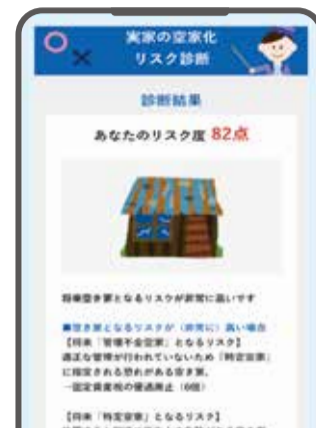 実家の空家化
リスク診断
診断結果
あなたのリスク度 82点
将来空き家となるリスクが非常に高いです
■空き家となるリスクが（非常に）高い場合
【将来「管理不全空家」となるリスク】
適正な管理が行われていないため「特定空家」
に指定される恐れがある空き家。
→固定資産税の優遇廃止（6倍）
【将来「特定空家」となるリスク】